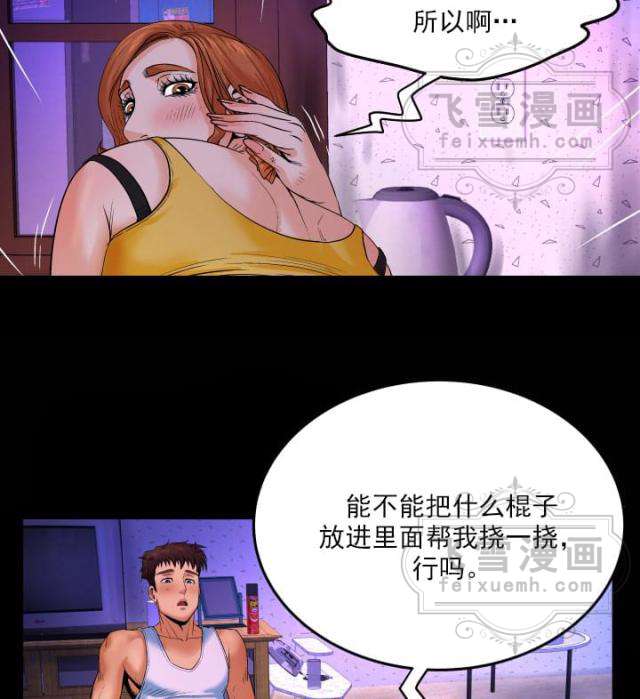 所以啊…
飞雪漫画
feixuemh.com
能不能把什么棍子
放进里面帮我挠一挠,
行吗。
飞雪漫画
feixuemh.com